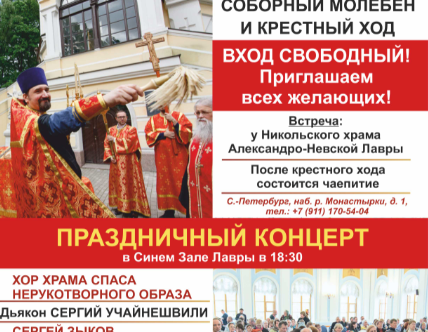 СОБОРНЫЙ МОЛЕБЕН
И КРЕСТНЫЙ ХОД
ВХОД СВОБОДНЫЙ!
Приглашаем
всех желающих!
Встреча:
у Никольского храма
Александро-Невской Лавры
После крестного хода
состоится чаепитие
С.-Петербург, наб. р. Монастырки, д. 1,
тел.: +7 (911) 170-54-04
ПРАЗДНИЧНЫЙ КОНЦЕРТ
в Синем Зале Лавры в 18:30
ХОР ХРАМА СПАСА
НЕРУКОТВОРНОГО ОБРАЗА
Дьякон СЕРГИЙ УЧАЙНЕШВИЛИ
СЕРГЕЙ ЗЫКОВ